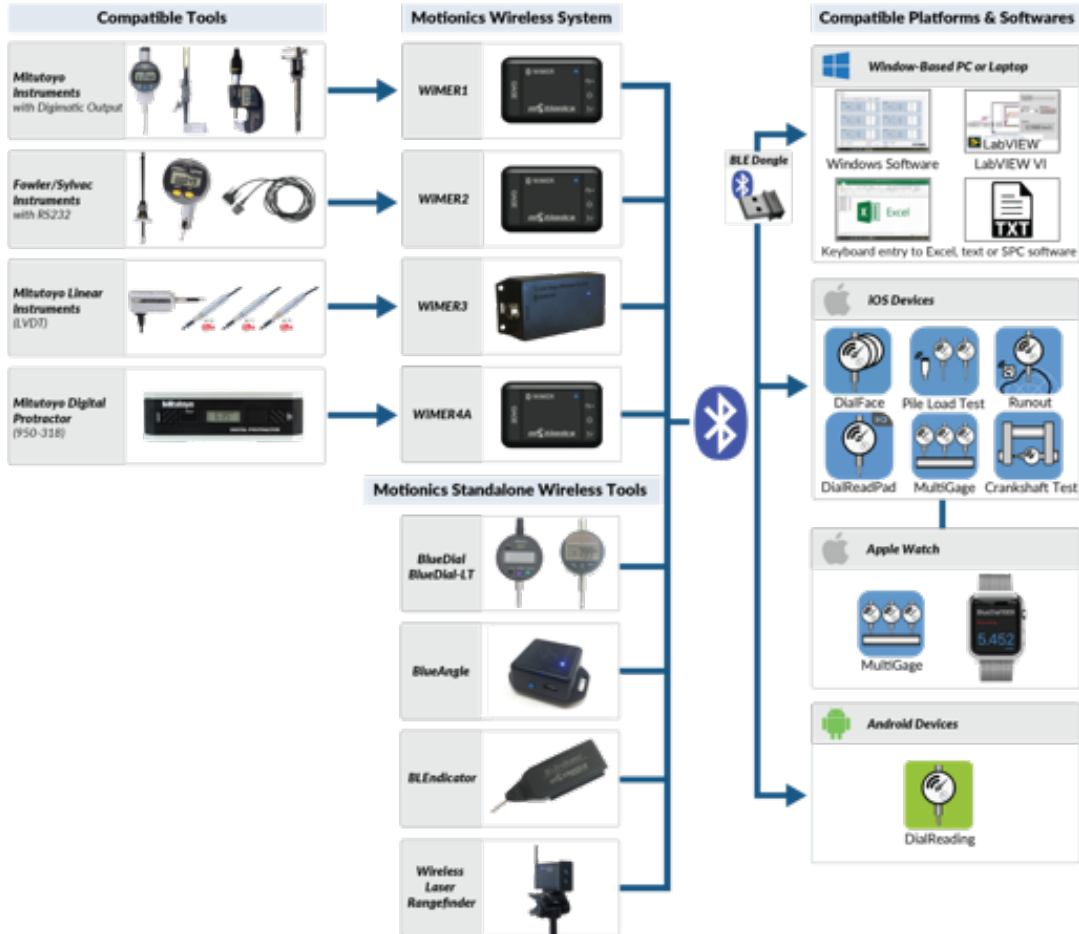 Compatible Tools
Motionics Wireless System
Compatible Platforms & Softwares
Mitutoyo
Instruments
with Digimatic Output
WIMER1
Fowler/Sylvac
Instruments
with RS232
WIMER2
Mitutoyo Linear
Instruments
(LVDT)
WIMER3
Mitutoyo Digital
Protractor
(950-318)
Mitutoyo
DIGITAL PROTRACTOR
WIMER4A
Motionics Standalone Wireless Tools
BlueDial
BlueDial-LT
BlueAngle
BLEndicator
Wireless
Laser
Rangefinder
BLE Dongle
Window-Based PC or Laptop
Windows Software
LabVIEW
LabVIEW VI
Excel
TXT
Keyboard entry to Excel, text or SPC software
iOS Devices
DialFace
Pile Load Test
Runout
DialReadPad
MultiGage
Crankshaft Test
Apple Watch
MultiGage
5.452
Android Devices
DialReading